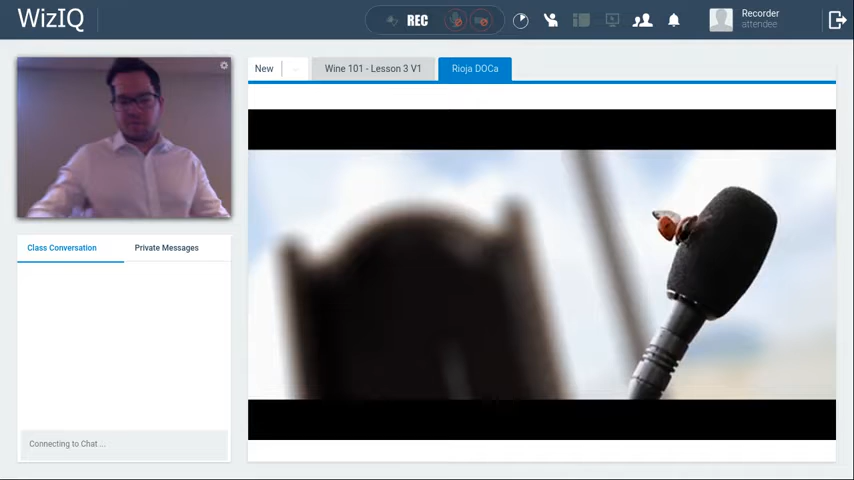 WizIQ
REC
Recorder
attendee
New
Wine 101 - Lesson 3 V1
Rioja DOCa
Class Conversation
Private Messages
Connecting to Chat ...